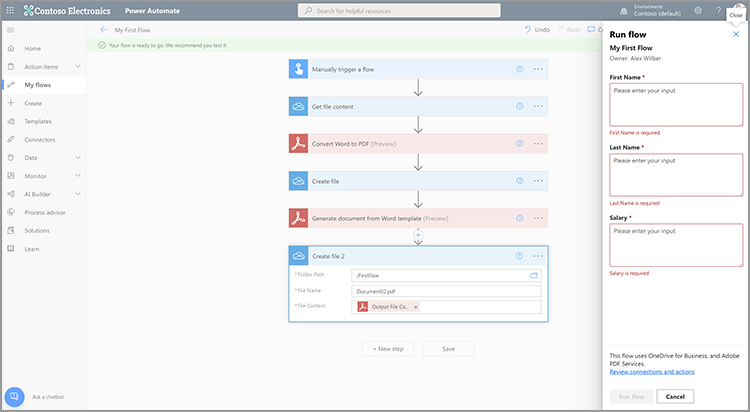 Contoso Electronics
Power Automate
Search for helpful resources
Environments
Contoso (default)
?
Close
Home
Action items
My flows
Create
Templates
Connectors
Data
Monitor
AI Builder
Process advisor
Solutions
Learn
Ask a chatbot
My First Flow
Undo
Redo
Your flow is ready to go. We recommend you test it
Manually trigger a flow
Get file content
Convert Word to PDF (Preview)
Create file
Generate document from Word template (Preview)
Create file 2
* Folder Path
/FirstFlow
* File Name
Document02.pdf
* File Content
Output File Co... ×
+ New step
Save
Run flow
My First Flow
Owner: Alex Wilber
First Name *
Please enter your input
First Name is required
Last Name *
Please enter your input
Last Name is required
Salary *
Please enter your input
Salary is required
This flow uses OneDrive for Business, and Adobe
PDF Services.
Review connections and actions
Run flow
Cancel